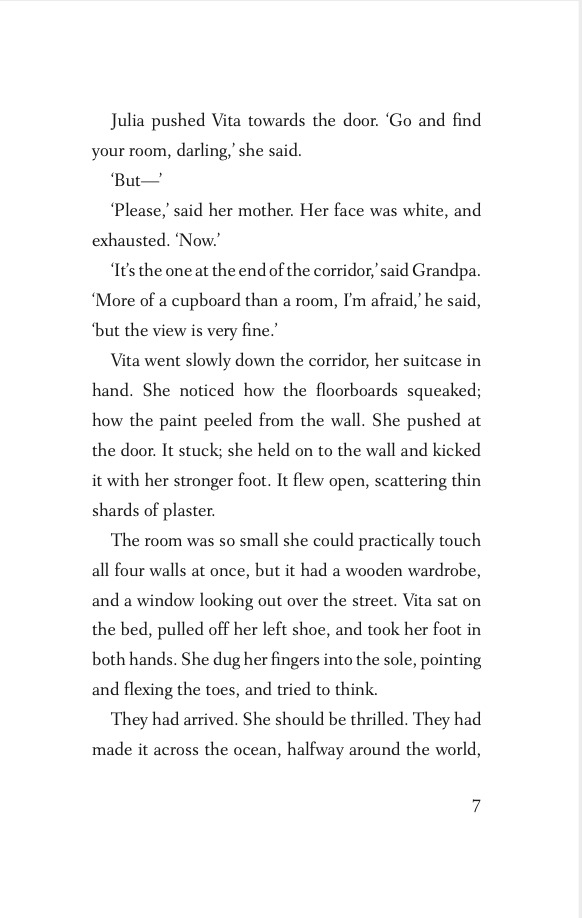 Julia pushed Vita towards the door. ‘Go and find
your room, darling,’ she said.
‘But—’
‘Please,’ said her mother. Her face was white, and
exhausted. ‘Now.’
‘It’s the one at the end of the corridor,’ said Grandpa.
‘More of a cupboard than a room, I’m afraid,’ he said,
‘but the view is very fine.’
Vita went slowly down the corridor, her suitcase in
hand. She noticed how the floorboards squeaked;
how the paint peeled from the wall. She pushed at
the door. It stuck; she held on to the wall and kicked
it with her stronger foot. It flew open, scattering thin
shards of plaster.
The room was so small she could practically touch
all four walls at once, but it had a wooden wardrobe,
and a window looking out over the street. Vita sat on
the bed, pulled off her left shoe, and took her foot in
both hands. She dug her fingers into the sole, pointing
and flexing the toes, and tried to think.
They had arrived. She should be thrilled. They had
made it across the ocean, halfway around the world,
7